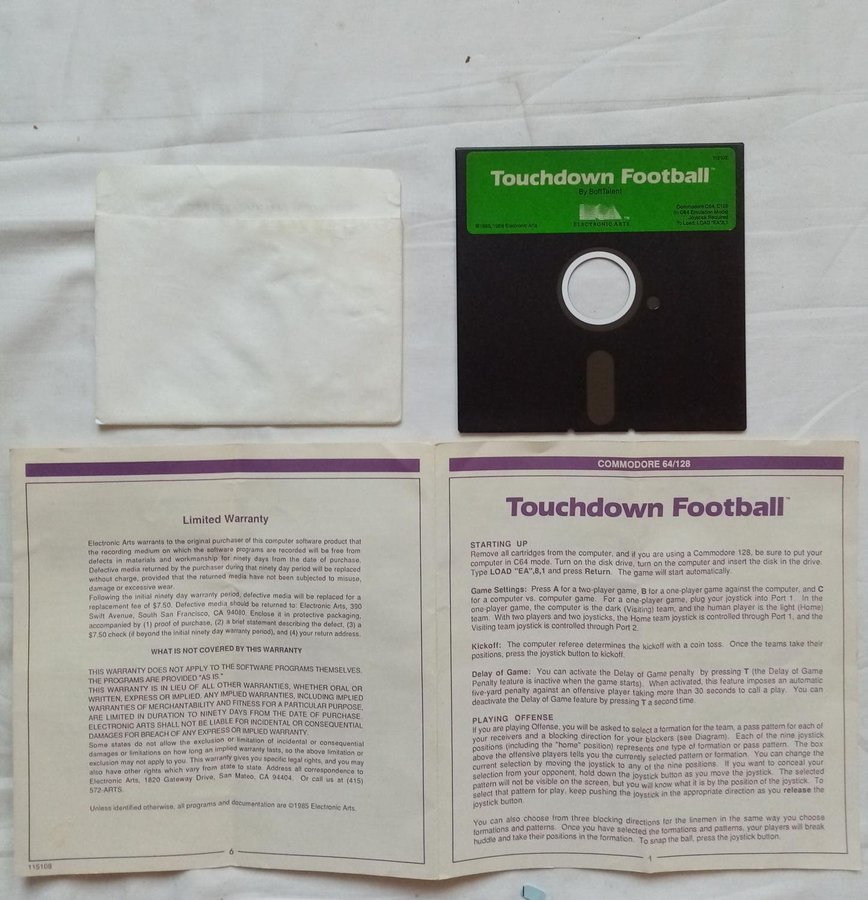 Touchdown Football™
By SoftTalent
EA™
ELECTRONIC ARTS
Commodore C64, C128
Joystick Required
To Load: LOAD "EA",8,1
Limited Warranty
Electronic Arts warrants to the original purchaser of this computer software product that
the recording medium on which the software programs are recorded will be free from
defects in materials and workmanship for ninety days from the date of purchase.
Defective media returned by the purchaser during that ninety day period will be replaced
without charge, provided that the returned media have not been subjected to misuse,
damage or excessive wear.
Following the initial ninety day warranty period, defective media will be replaced for a
replacement fee of $7.50. Defective media should be returned to: Electronic Arts, 390
Swift Avenue, South San Francisco, CA 94080. Enclose it in protective packaging,
accompanied by (1) proof of purchase, (2) a brief statement describing the defect, (3) a
$7.50 check (if beyond the initial ninety day warranty period), and (4) your return address.
WHAT IS NOT COVERED BY THIS WARRANTY
THIS WARRANTY DOES NOT APPLY TO THE SOFTWARE PROGRAMS THEMSELVES.
THE PROGRAMS ARE PROVIDED "AS IS."
THIS WARRANTY IS IN LIEU OF ALL OTHER WARRANTIES, WHETHER ORAL OR
WRITTEN, EXPRESS OR IMPLIED. ANY IMPLIED WARRANTIES, INCLUDING IMPLIED
WARRANTIES OF MERCHANTABILITY AND FITNESS FOR A PARTICULAR PURPOSE,
ARE LIMITED IN DURATION TO NINETY DAYS FROM THE DATE OF PURCHASE.
ELECTRONIC ARTS SHALL NOT BE LIABLE FOR INCIDENTAL OR CONSEQUENTIAL
DAMAGES FOR BREACH OF ANY EXPRESS OR IMPLIED WARRANTY.
Some states do not allow the exclusion or limitation of incidental or consequential
damages or limitations on how long an implied warranty lasts, so the above limitation or
exclusion may not apply to you. This warranty gives you specific legal rights, and you may
also have other rights which vary from state to state. Address all correspondence to
Electronic Arts, 1820 Gateway Drive, San Mateo, CA 94404. Or call us at (415)
572-ARTS.
Unless identified otherwise, all programs and documentation are ©1985 Electronic Arts.
6
115108
COMMODORE 64/128
Touchdown Football™
STARTING UP
Remove all cartridges from the computer, and if you are using a Commodore 128, be sure to put your
computer in C64 mode. Turn on the disk drive, turn on the computer and insert the disk in the drive.
Type LOAD "EA",8,1 and press Return. The game will start automatically.
Game Settings: Press A for a two-player game, B for a one-player game against the computer, and C
for a computer vs. computer game. For a one-player game, plug your joystick into Port 1. In the
one-player game, the computer is the dark (Visiting) team, and the human player is the light (Home)
team. With two players and two joysticks, the Home team joystick is controlled through Port 1, and the
Visiting team joystick is controlled through Port 2.
Kickoff: The computer referee determines the kickoff with a coin toss. Once the teams take their
positions, press the joystick button to kickoff.
Delay of Game: You can activate the Delay of Game penalty by pressing T (the Delay of Game
Penalty feature is inactive when the game starts). When activated, this feature imposes an automatic
five-yard penalty against an offensive player taking more than 30 seconds to call a play. You can
deactivate the Delay of Game feature by pressing T a second time.
PLAYING OFFENSE
If you are playing Offense, you will be asked to select a formation for the team, a pass pattern for each of
your receivers and a blocking direction for your blockers (see Diagram). Each of the nine joystick
positions (including the "home" position) represents one type of formation or pass pattern. The box
above the offensive players tells you the currently selected pattern or formation. You can change the
current selection by moving the joystick to any of the nine positions. If you want to conceal your
selection from your opponent, hold down the joystick button as you move the joystick. The selected
pattern will not be visible on the screen, but you will know what it is by the position of the joystick. To
select that pattern for play, keep pushing the joystick in the appropriate direction as you release the
joystick button.
You can also choose from three blocking directions for the linemen in the same way you choose
formations and patterns. Once you have selected the formations and patterns, your players will break
huddle and take their positions in the formation. To snap the ball, press the joystick button.
1